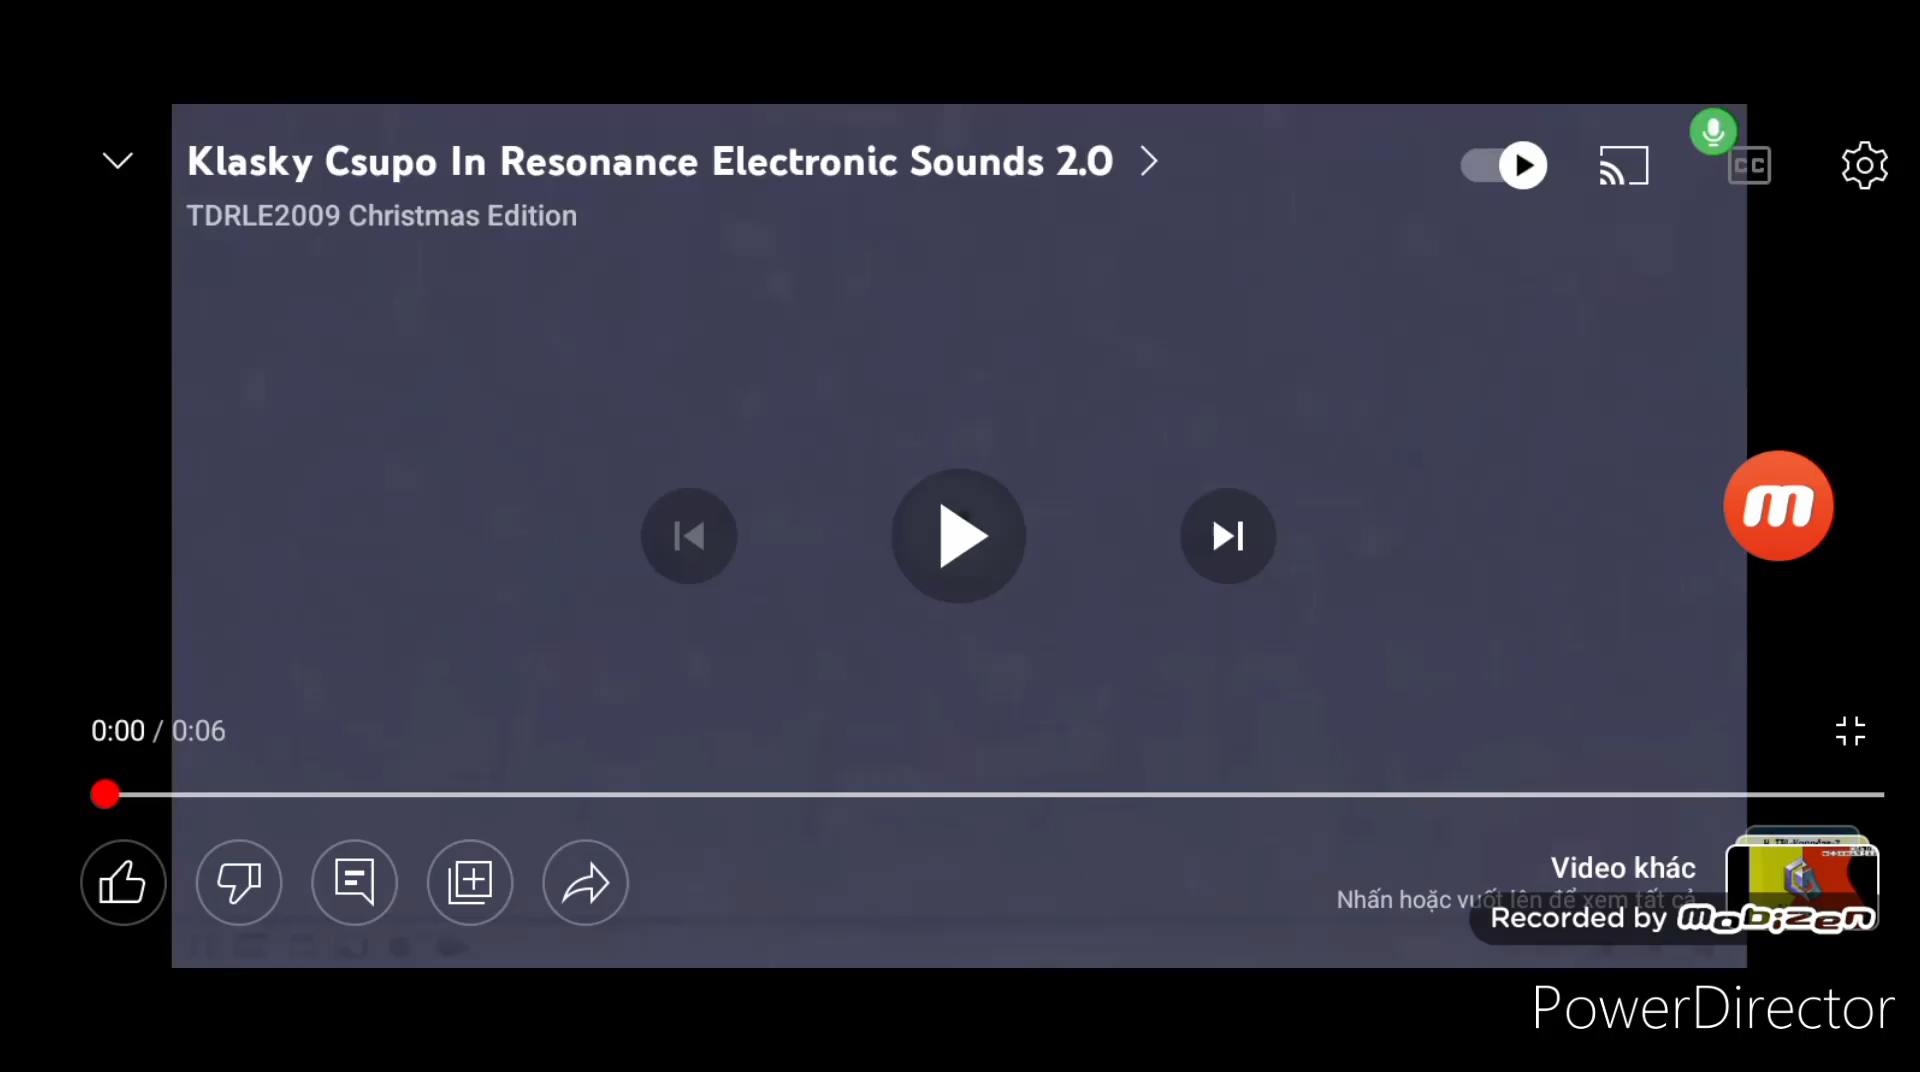 Klasky Csupo In Resonance Electronic Sounds 2.0
TDRLE2009 Christmas Edition
CC
m
0:00 / 0:06
Video khác
Nhấn hoặc vuốt lên để xem tất cả
Recorded by mobizen
PowerDirector